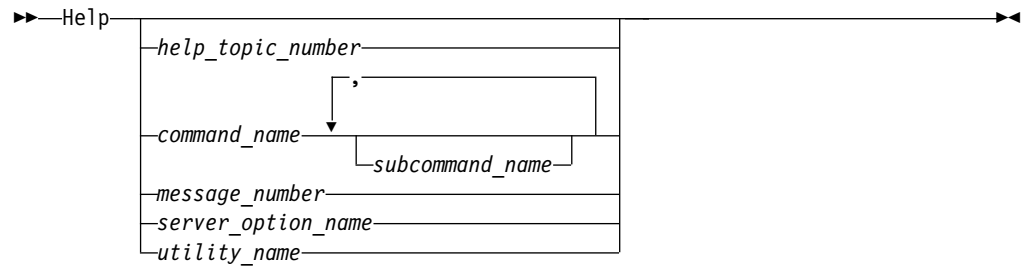 Help
help_topic_number
,
command_name
subcommand_name
message_number
server_option_name
utility_name